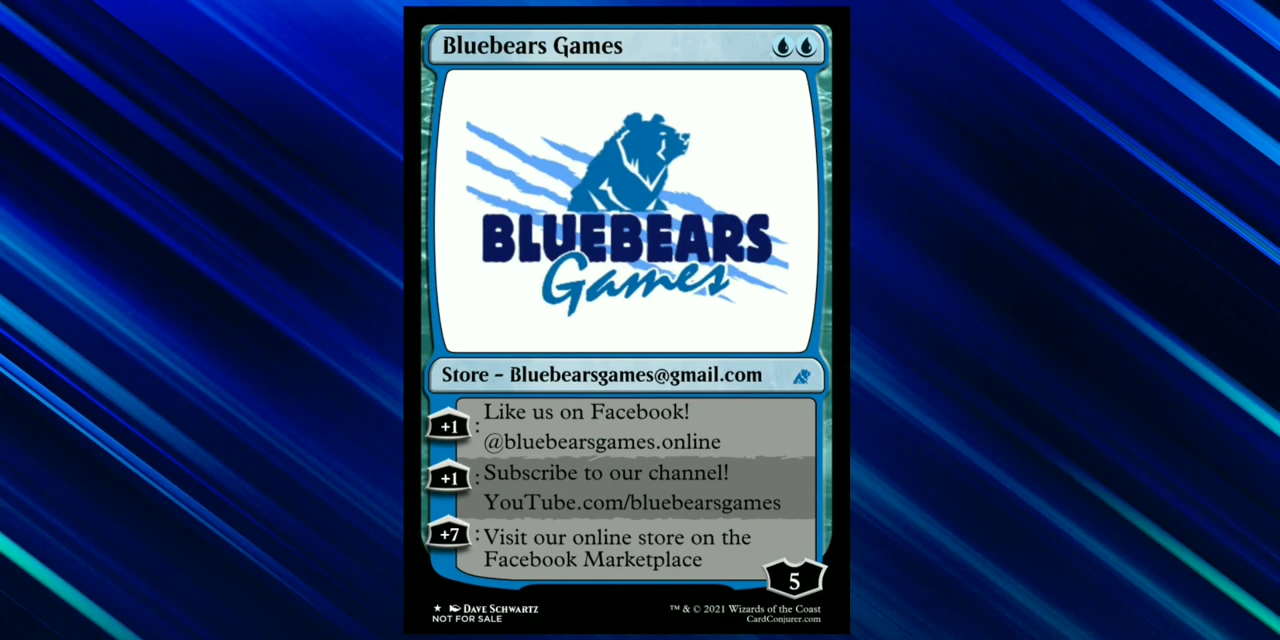 Bluebears Games
BLUEBEARS
Games
Store – Bluebearsgames@gmail.com
+1 : Like us on Facebook!
@bluebearsgames.online
+1 : Subscribe to our channel!
YouTube.com/bluebearsgames
+7 : Visit our online store on the
Facebook Marketplace
5
Dave Schwartz
NOT FOR SALE
™ & © 2021 Wizards of the Coast
CardConjurer.com